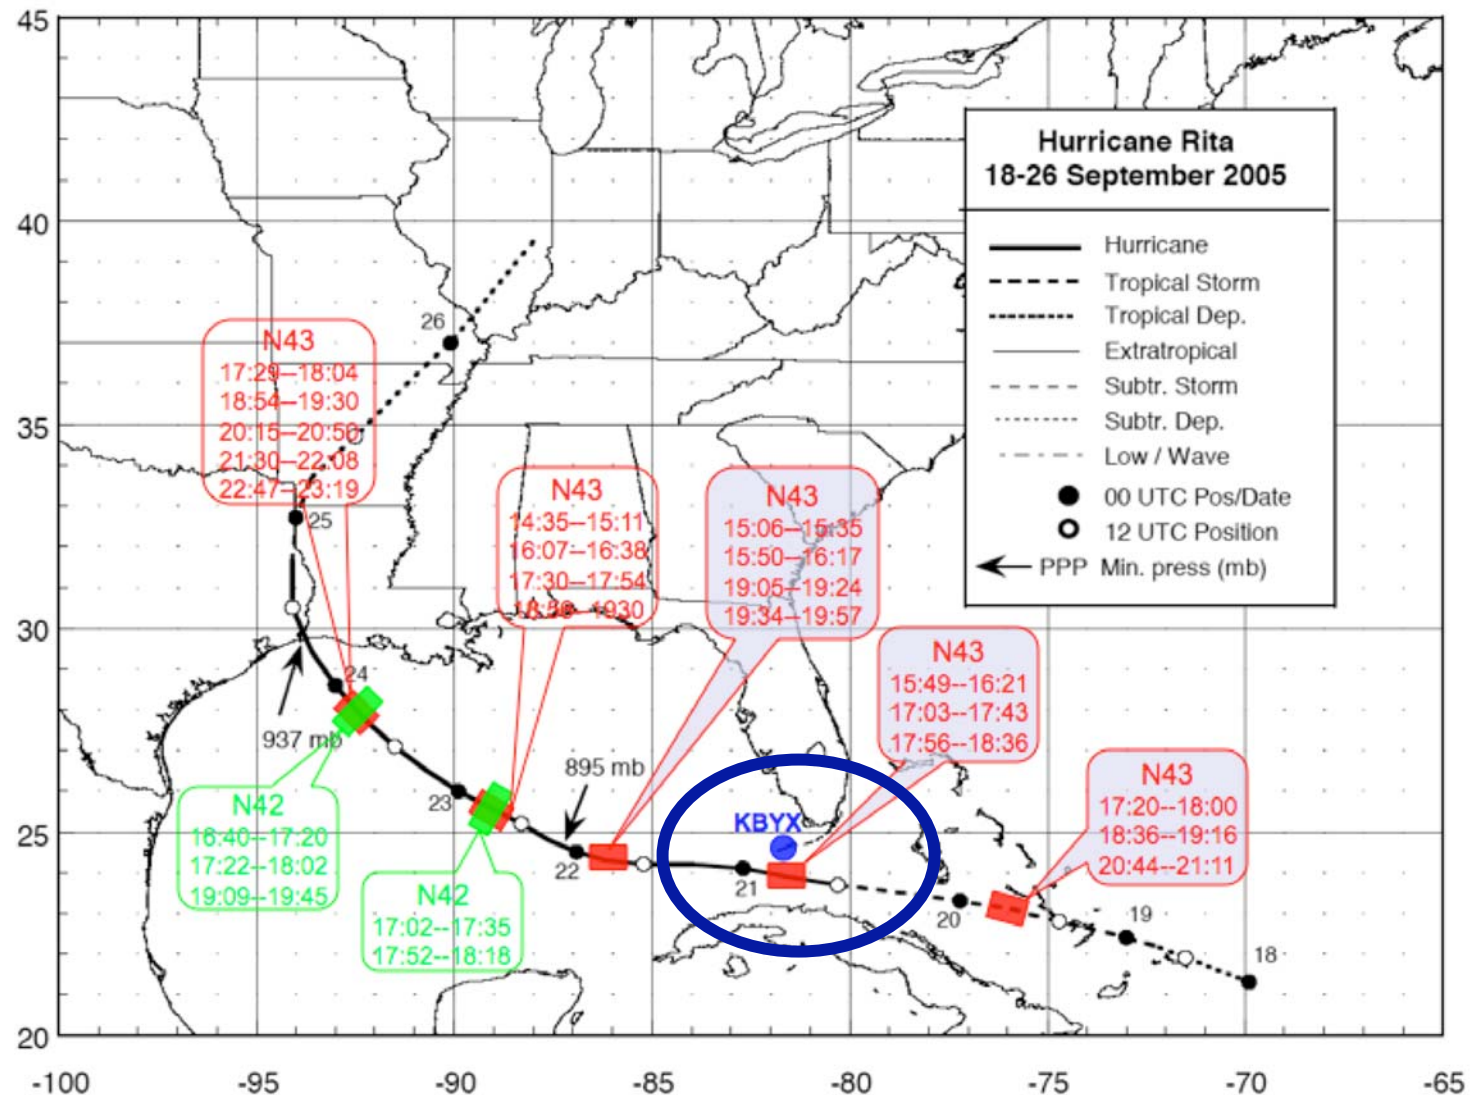 45
40
35
30
25
20
-100
-95
-90
-85
-80
-75
-70
-65
Hurricane Rita
18-26 September 2005
Hurricane
Tropical Storm
Tropical Dep.
Extratropical
Subtr. Storm
Subtr. Dep.
Low / Wave
00 UTC Pos/Date
12 UTC Position
PPP Min. press (mb)
26
N43
17:29--18:04
18:54--19:30
20:15--20:50
21:30--22:08
22:47--23:19
25
N43
14:35--15:11
16:07--16:38
17:30--17:54
N43
15:06--15:35
15:50--16:17
19:05--19:24
19:34--19:57
N43
15:49--16:21
17:03--17:43
17:56--18:36
N43
17:20--18:00
18:36--19:16
20:44--21:11
24
937 mb
895 mb
23
22
KBYX
21
20
19
18
N42
16:40--17:20
17:22--18:02
19:09--19:45
N42
17:02--17:35
17:52--18:18